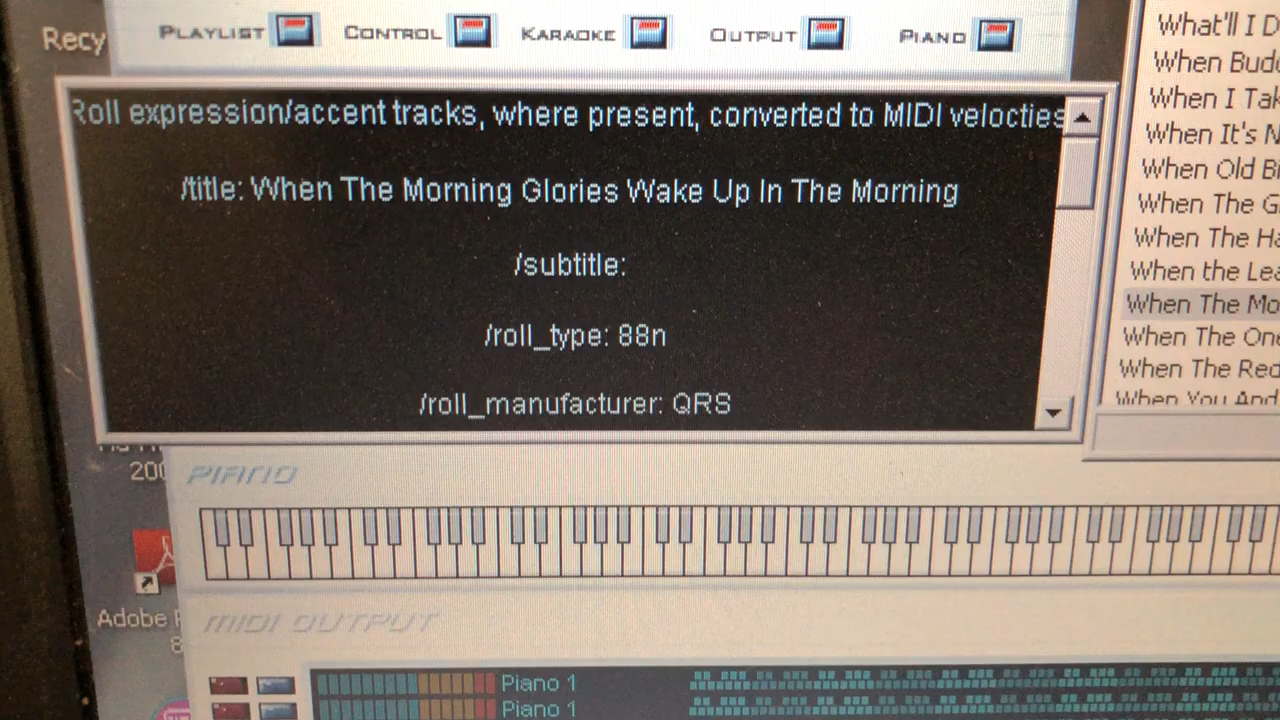 Recy
PLAYLIST
CONTROL
KARAOKE
OUTPUT
PIANO
Roll expression/accent tracks, where present, converted to MIDI velocties
/title: When The Morning Glories Wake Up In The Morning
/subtitle:
/roll_type: 88n
/roll_manufacturer: QRS
What'll I D
When Budd
When I Tak
When It's N
When Old Bi
When The G
When The Ha
When the Lea
When The Mo
When The One
When The Red
When You And
200
PIANO
Adobe
8
MIDI OUTPUT
Piano 1
Piano 1